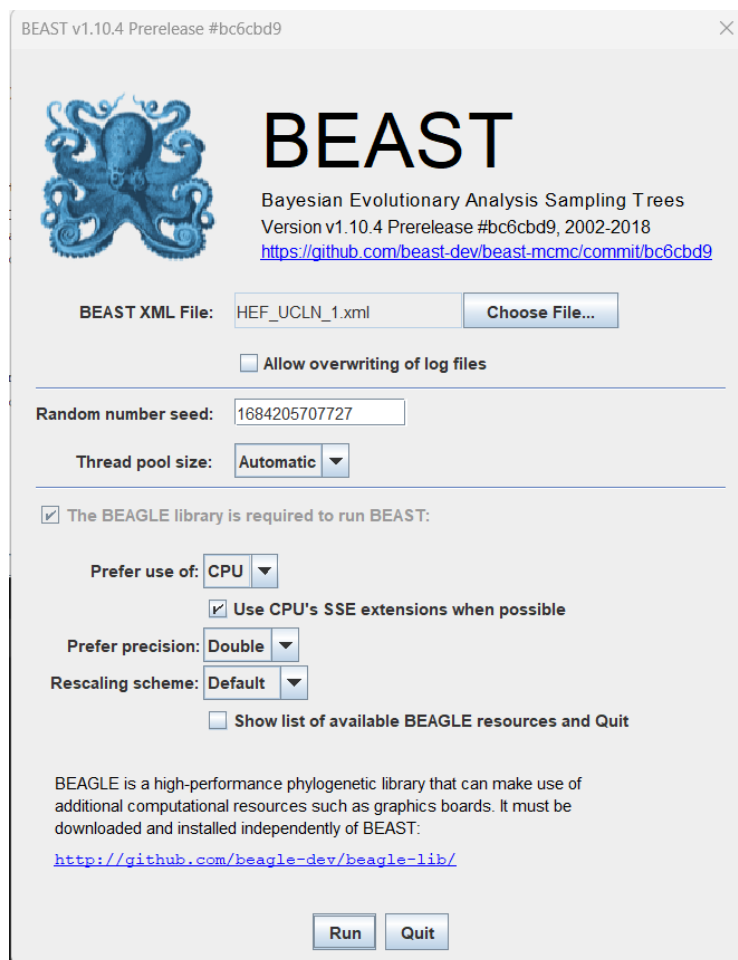 BEAST v1.10.4 Prerelease #bc6cbd9
BEAST
Bayesian Evolutionary Analysis Sampling Trees
Version v1.10.4 Prerelease #bc6cbd9, 2002-2018
https://github.com/beast-dev/beast-mcmc/commit/bc6cbd9
BEAST XML File: HEF_UCLN_1.xml Choose File...
Allow overwriting of log files
Random number seed: 1684205707727
Thread pool size: Automatic
The BEAGLE library is required to run BEAST:
Prefer use of: CPU
Use CPU's SSE extensions when possible
Prefer precision: Double
Rescaling scheme: Default
Show list of available BEAGLE resources and Quit
BEAGLE is a high-performance phylogenetic library that can make use of
additional computational resources such as graphics boards. It must be
downloaded and installed independently of BEAST:
http://github.com/beagle-dev/beagle-lib/
Run Quit